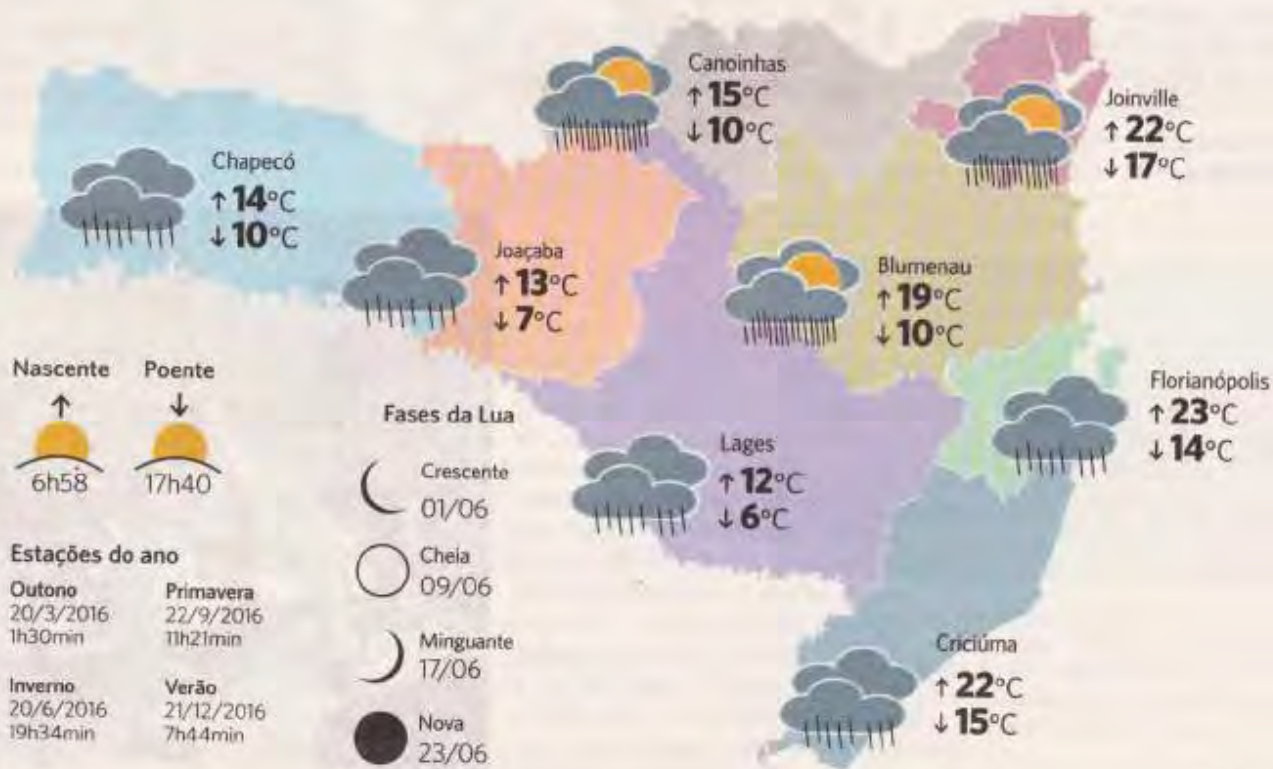 Canoinhas
↑ 15°C
↓ 10°C
Joinville
↑ 22°C
↓ 17°C
Chapecó
↑ 14°C
↓ 10°C
Joaçaba
↑ 13°C
↓ 7°C
Blumenau
↑ 19°C
↓ 10°C
Florianópolis
↑ 23°C
↓ 14°C
Lages
↑ 12°C
↓ 6°C
Criciúma
↑ 22°C
↓ 15°C
Nascente
↑
6h58
Poente
↓
17h40
Estações do ano
Outono
20/3/2016
1h30min
Primavera
22/9/2016
11h21min
Inverno
20/6/2016
19h34min
Verão
21/12/2016
7h44min
Fases da Lua
Crescente
01/06
Cheia
09/06
Minguante
17/06
Nova
23/06